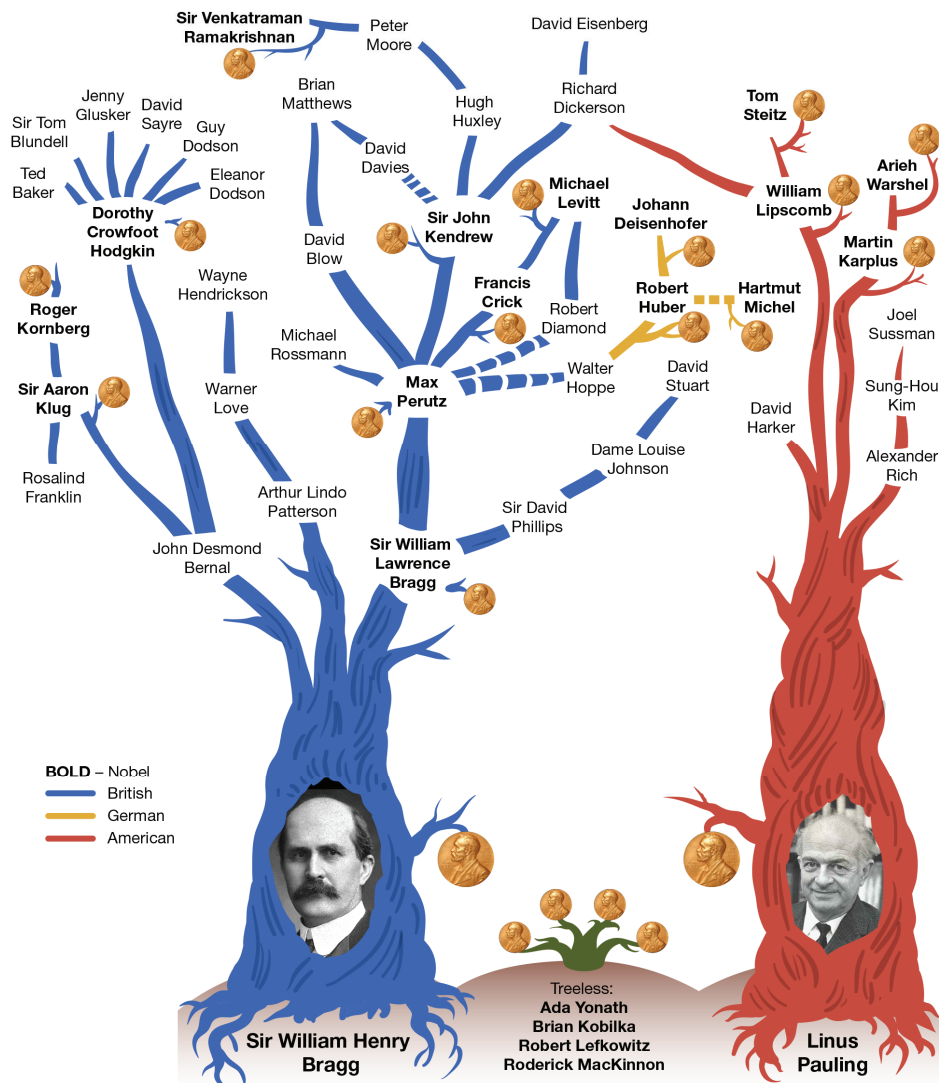 Sir Venkatraman
Ramakrishnan
Peter
Moore
David Eisenberg
Brian
Matthews
Hugh
Huxley
Richard
Dickerson
Tom
Steitz
Jenny
Glusker
David
Sayre
Sir Tom
Blundell
Guy
Dodson
Ted
Baker
Eleanor
Dodson
David
Davies
Arieh
Warshel
William
Lipscomb
Michael
Levitt
Johann
Deisenhofer
Dorothy
Crowfoot
Hodgkin
Sir John
Kendrew
David
Blow
Martin
Karplus
Wayne
Hendrickson
Francis
Crick
Robert
Huber
Hartmut
Michel
Roger
Kornberg
Robert
Diamond
Joel
Sussman
Michael
Rossmann
Walter
Hoppe
David
Stuart
Sir Aaron
Klug
Warner
Love
Max
Perutz
Sung-Hou
Kim
David
Harker
Rosalind
Franklin
Dame Louise
Johnson
Alexander
Rich
Arthur Lindo
Patterson
Sir David
Phillips
John Desmond
Bernal
Sir William
Lawrence
Bragg
BOLD – Nobel
British
German
American
Treeless:
Ada Yonath
Brian Kobilka
Robert Lefkowitz
Roderick MacKinnon
Sir William Henry
Bragg
Linus
Pauling